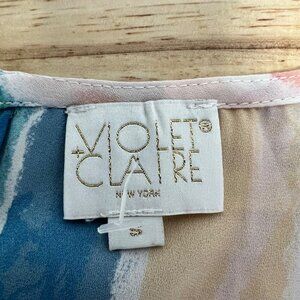 VIOLET®
+CLAIRE
NEW YORK
S